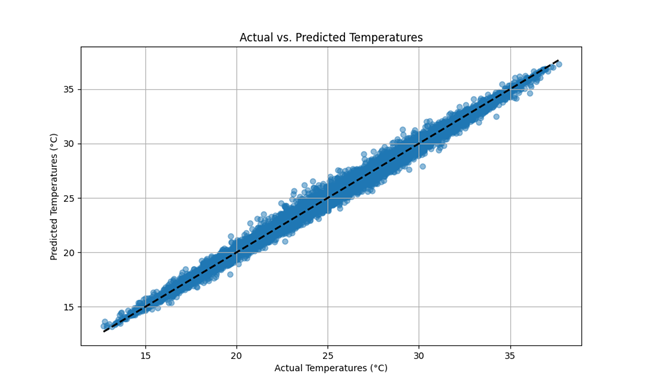 Actual vs. Predicted Temperatures
35
30
25
20
15
Predicted Temperatures (°C)
15 20 25 30 35
Actual Temperatures (°C)